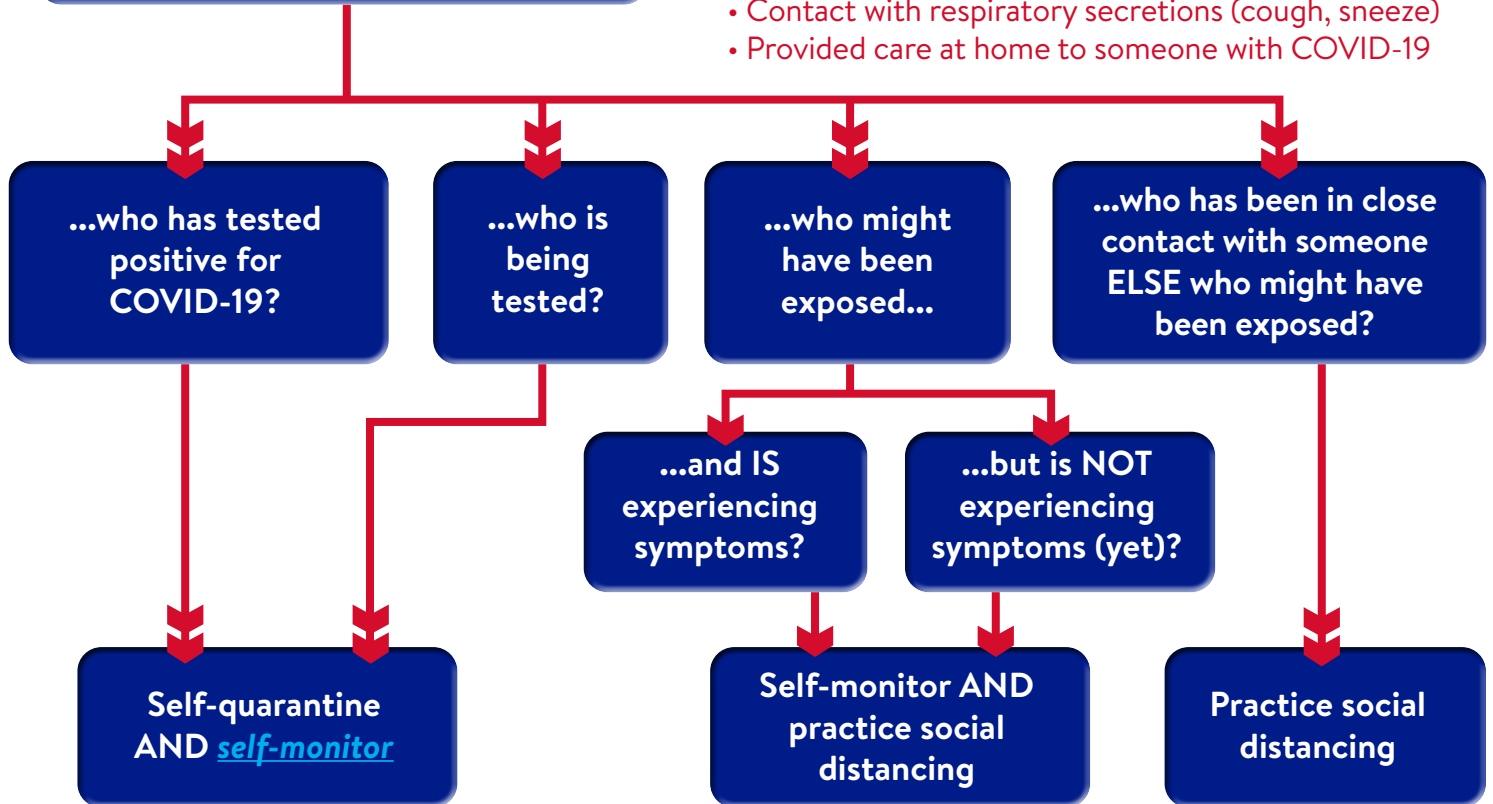 • Contact with respiratory secretions (cough, sneeze)
• Provided care at home to someone with COVID-19
...who has tested
positive for
COVID-19?
...who is
being
tested?
...who might
have been
exposed...
...who has been in close
contact with someone
ELSE who might have
been exposed?
...and IS
experiencing
symptoms?
...but is NOT
experiencing
symptoms (yet)?
Self-quarantine
AND self-monitor
Self-monitor AND
practice social
distancing
Practice social
distancing